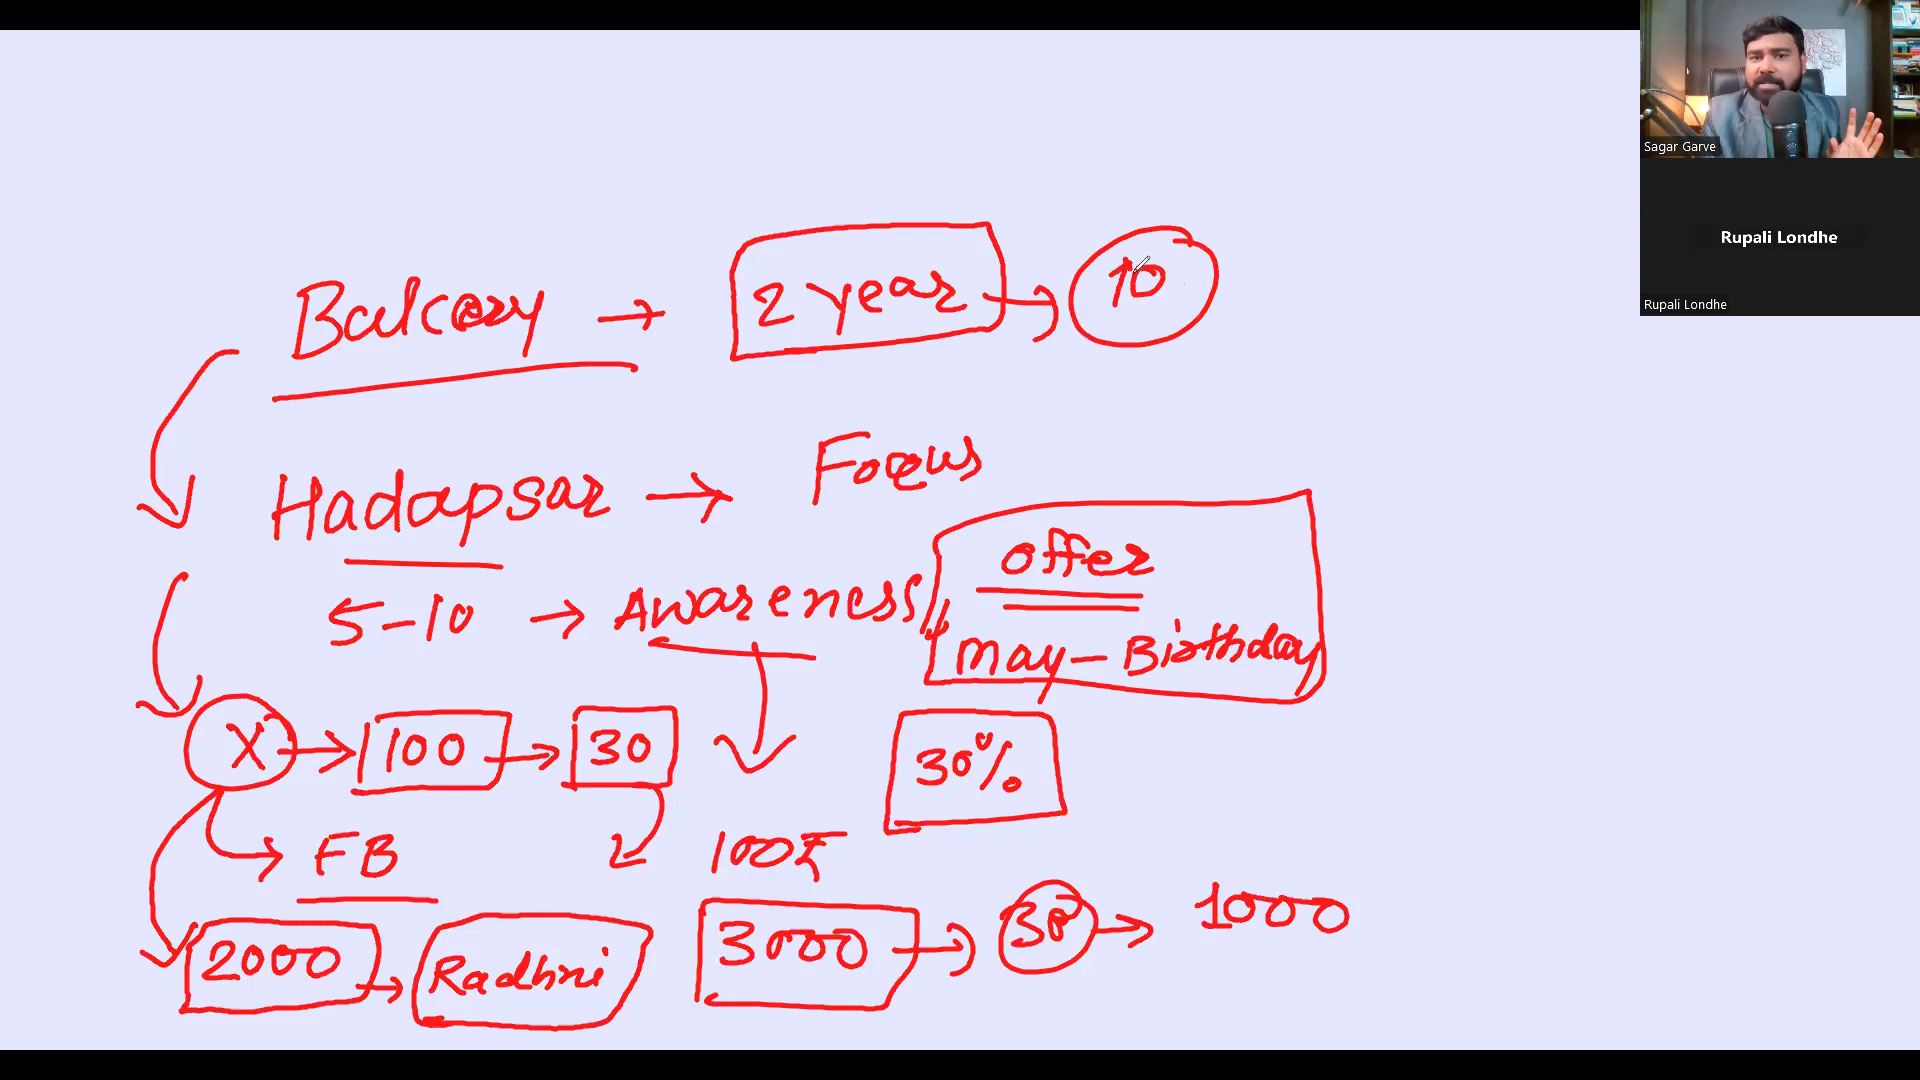 Sagar Garve
Rupali Londhe
Rupali Londhe
→ 2 year → 10
Hadapsar → Focus
5-10 → Awareness
offer
May - Birthday
X → 100 → 30
30%
→ FB
100₹
2000 → Radhni
3000 → 30 → 1000